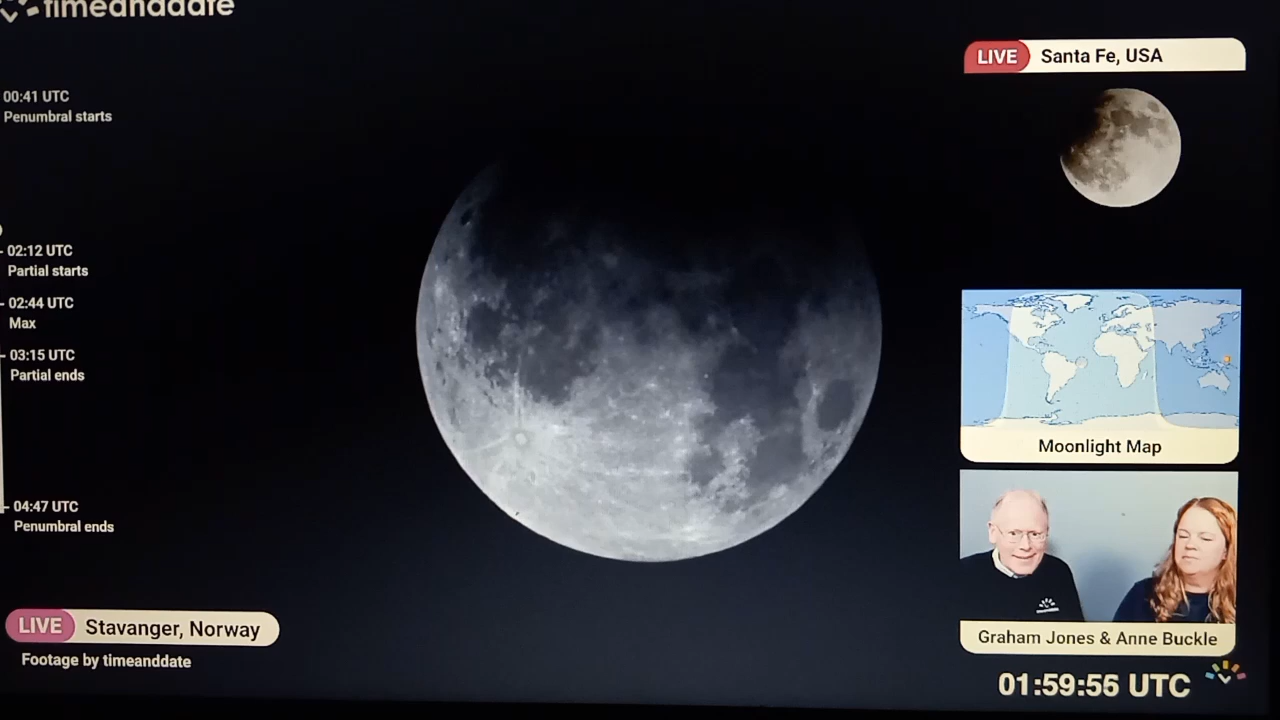 timeanddate
00:41 UTC
Penumbral starts
02:12 UTC
Partial starts
02:44 UTC
Max
03:15 UTC
Partial ends
04:47 UTC
Penumbral ends
LIVE Stavanger, Norway
Footage by timeanddate
LIVE Santa Fe, USA
Moonlight Map
Graham Jones & Anne Buckle
01:59:56 UTC